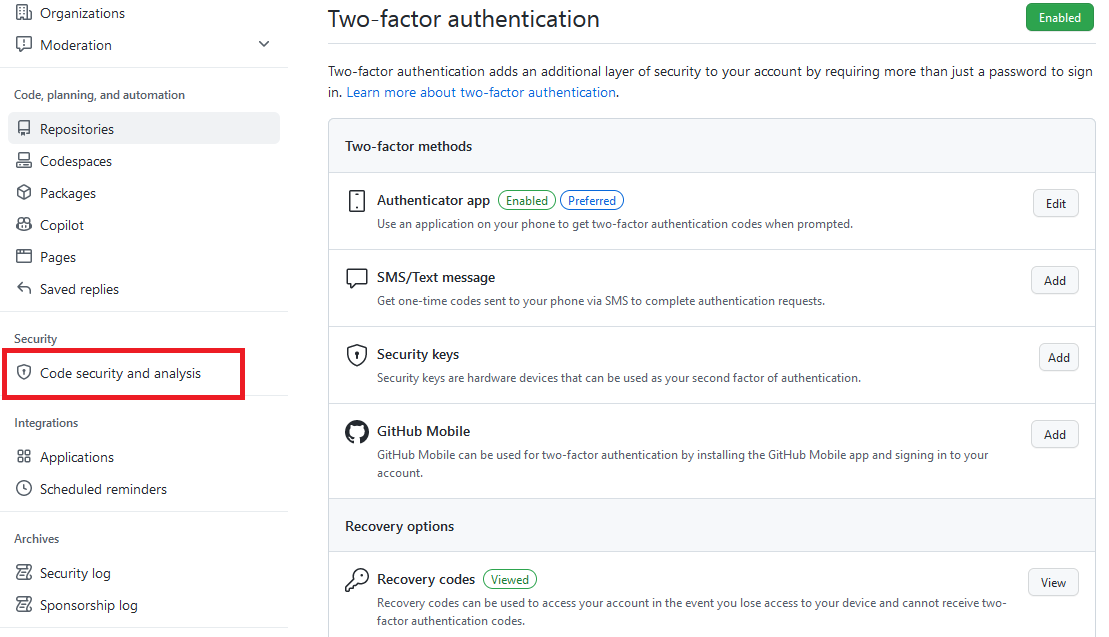 Organizations
Moderation
Code, planning, and automation
Repositories
Codespaces
Packages
Copilot
Pages
Saved replies
Security
Code security and analysis
Integrations
Applications
Scheduled reminders
Archives
Security log
Sponsorship log
Two-factor authentication
Enabled
Two-factor authentication adds an additional layer of security to your account by requiring more than just a password to sign
in. Learn more about two-factor authentication.
Two-factor methods
Authenticator app Enabled Preferred
Edit
Use an application on your phone to get two-factor authentication codes when prompted.
SMS/Text message
Add
Get one-time codes sent to your phone via SMS to complete authentication requests.
Security keys
Add
Security keys are hardware devices that can be used as your second factor of authentication.
GitHub Mobile
Add
GitHub Mobile can be used for two-factor authentication by installing the GitHub Mobile app and signing in to your
account.
Recovery options
Recovery codes Viewed
View
Recovery codes can be used to access your account in the event you lose access to your device and cannot receive two-
factor authentication codes.